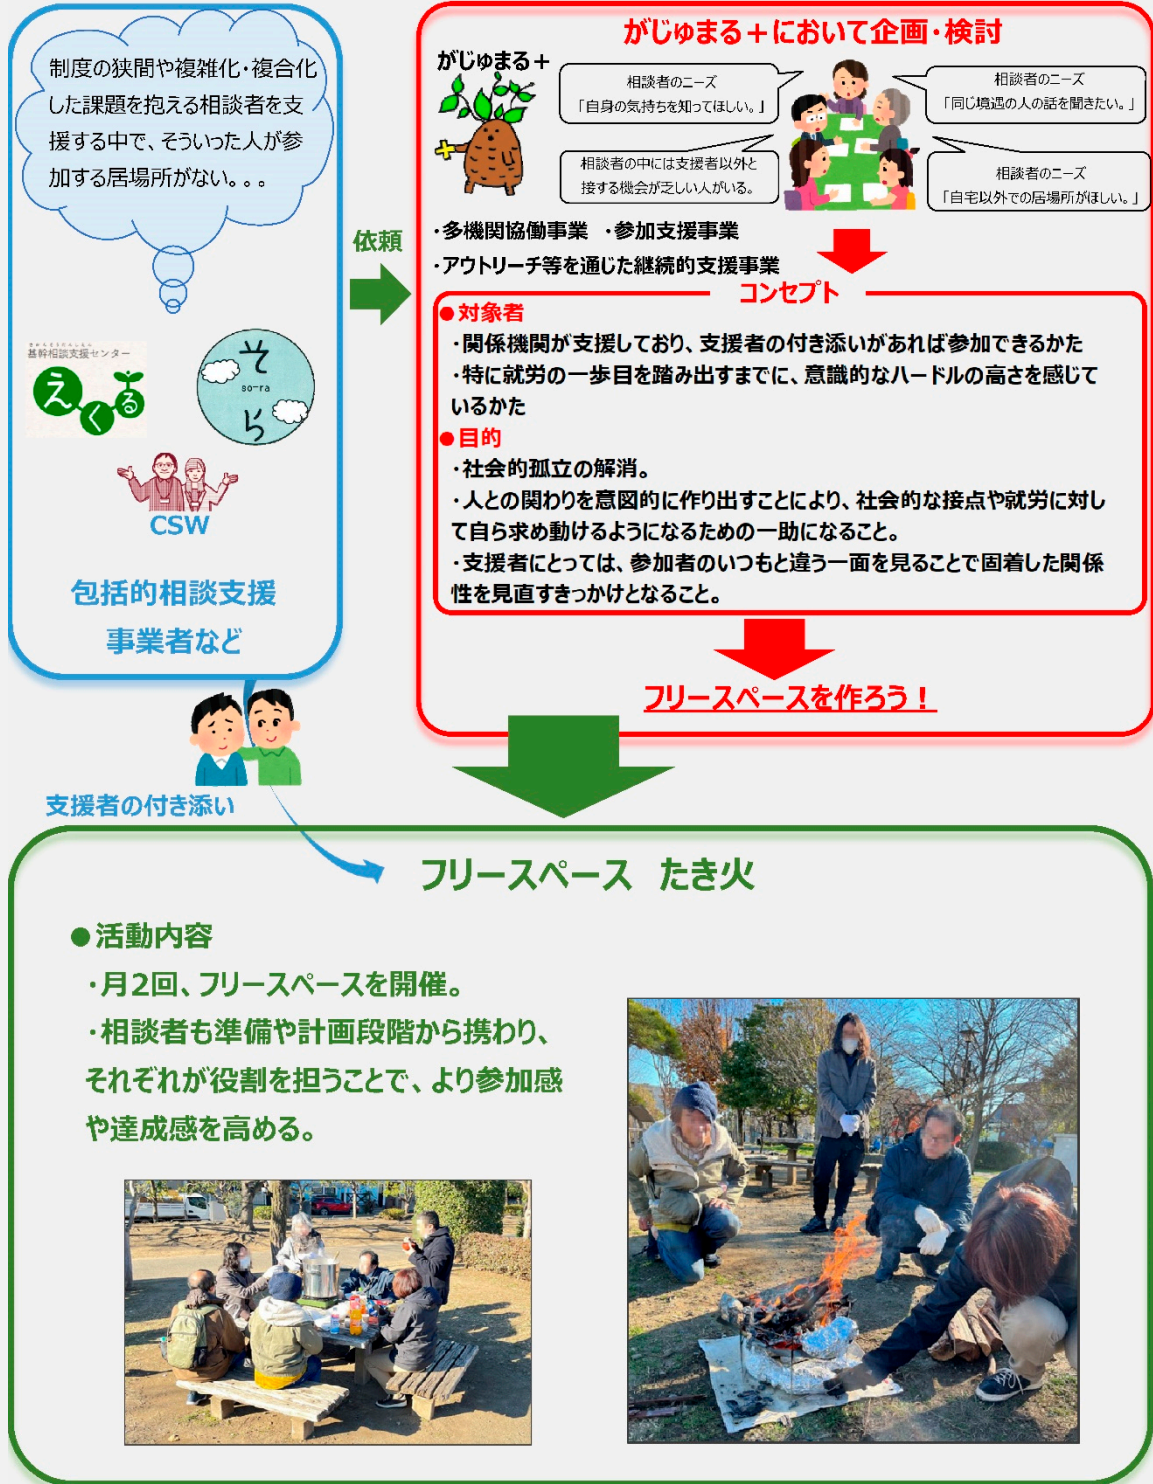 制度の狭間や複雑化・複合化
した課題を抱える相談者を支
援する中で、そういった人が参
加する居場所がない。。。
きかんそうだんしえん
基幹相談支援センター
えくる
そら
so-ra
CSW
包括的相談支援
事業者など
依頼
がじゅまる+において企画・検討
がじゅまる+
相談者のニーズ
「自身の気持ちを知ってほしい。」
相談者のニーズ
「同じ境遇の人の話を聞きたい。」
相談者の中には支援者以外と
接する機会が乏しい人がいる。
相談者のニーズ
「自宅以外での居場所がほしい。」
・多機関協働事業 ・参加支援事業
・アウトリーチ等を通じた継続的支援事業
コンセプト
●対象者
・関係機関が支援しており、支援者の付き添いがあれば参加できるかた
・特に就労の一歩目を踏み出すまでに、意識的なハードルの高さを感じて
いるかた
●目的
・社会的孤立の解消。
・人との関わりを意図的に作り出すことにより、社会的な接点や就労に対し
て自ら求め動けるようになるための一助になること。
・支援者にとっては、参加者のいつもと違う一面を見ることで固着した関係
性を見直すきっかけとなること。
フリースペースを作ろう！
支援者の付き添い
フリースペース たき火
●活動内容
・月2回、フリースペースを開催。
・相談者も準備や計画段階から携わり、
それぞれが役割を担うことで、より参加感
や達成感を高める。